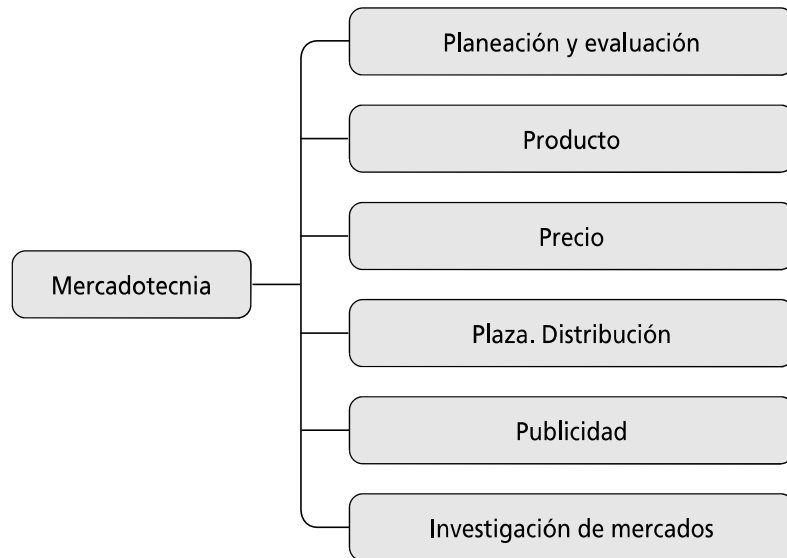 Planeación y evaluación
Producto
Precio
Mercadotecnia
Plaza. Distribución
Publicidad
Investigación de mercados